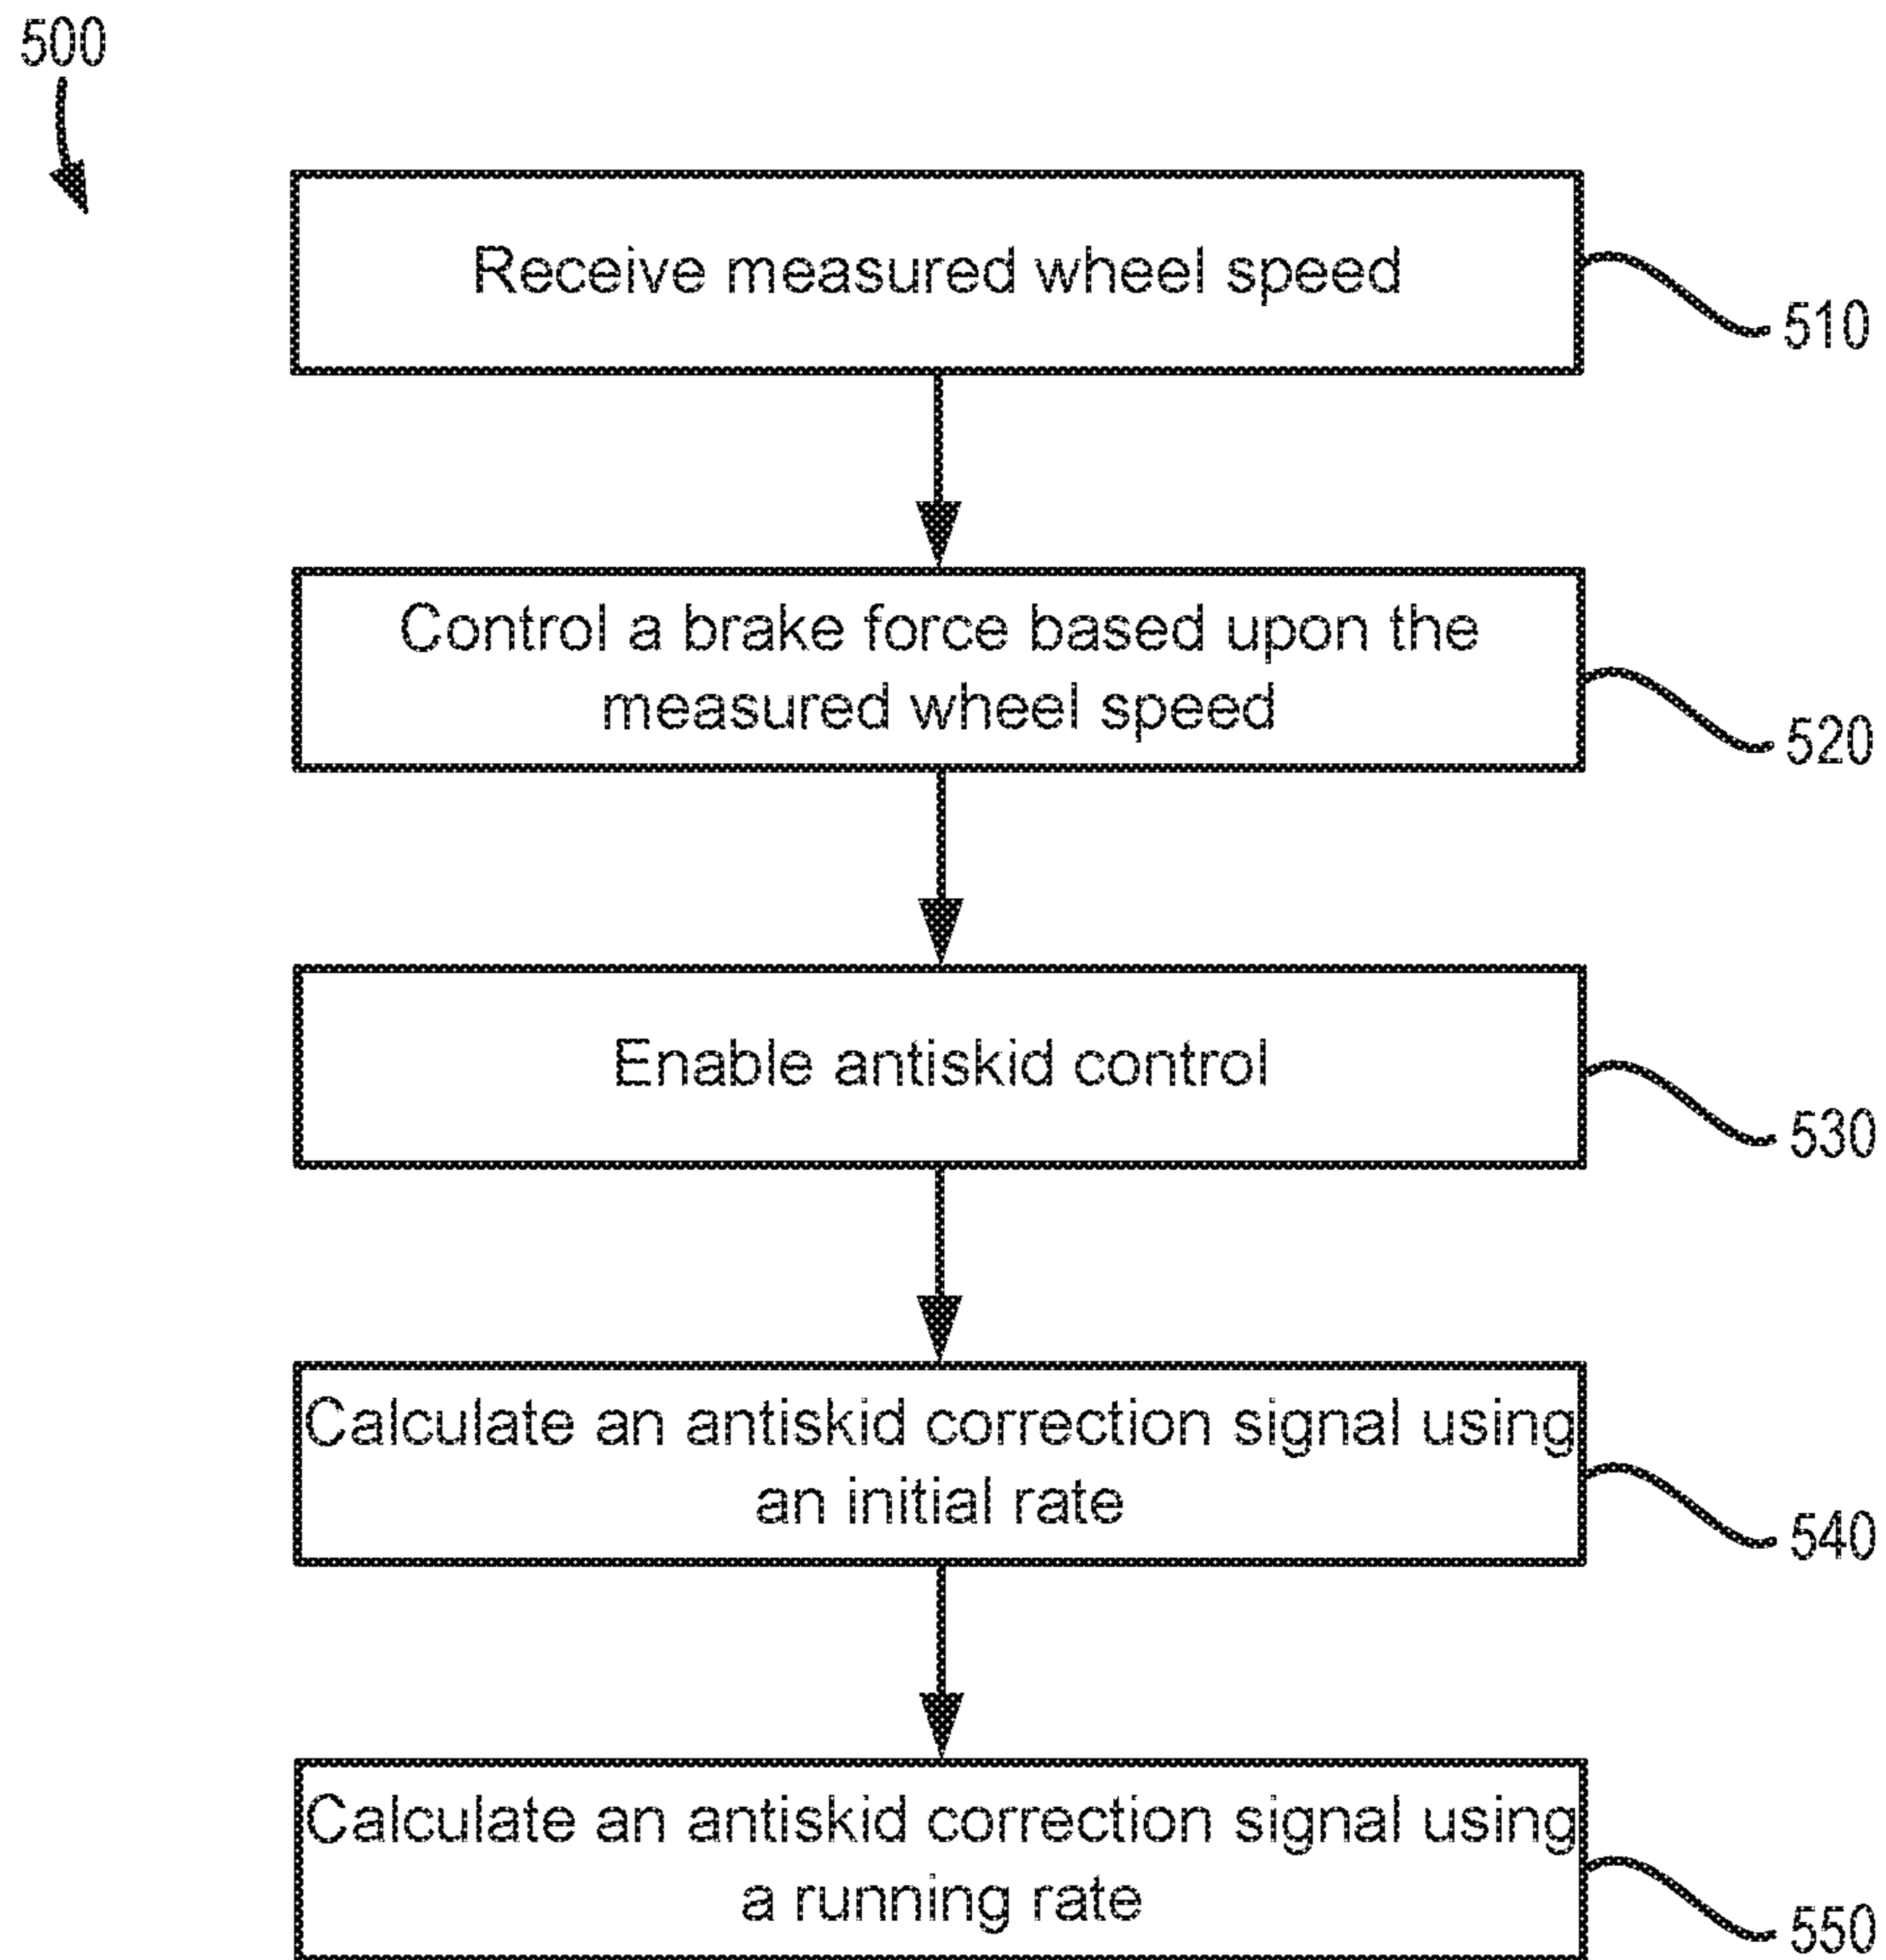 500
Receive measured wheel speed
510
Control a brake force based upon the
measured wheel speed
520
Enable antiskid control
530
Calculate an antiskid correction signal using
an initial rate
540
Calculate an antiskid correction signal using
a running rate
550